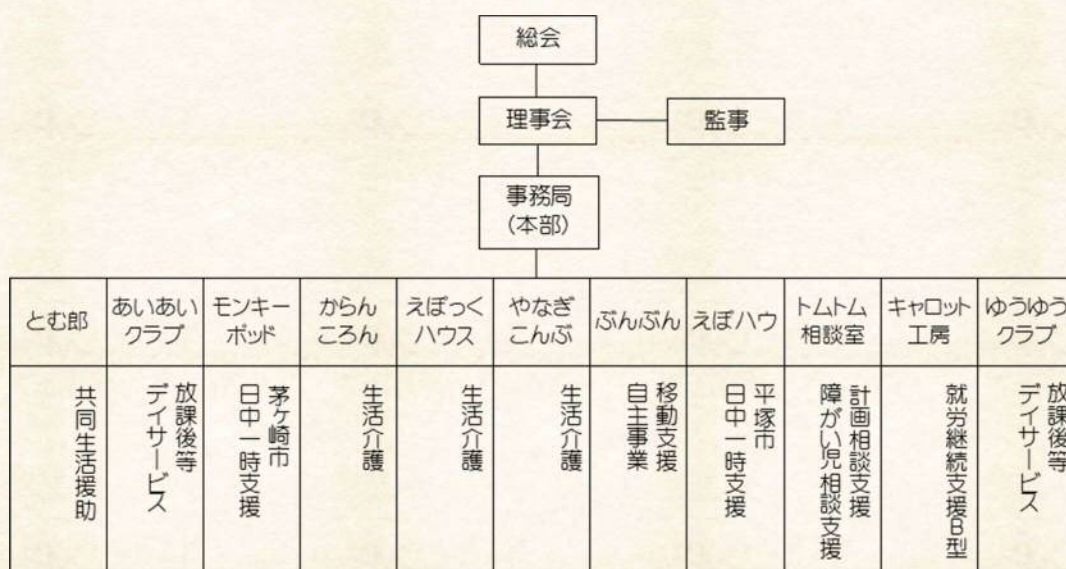 総会
理事会
監事
事務局
(本部)
とむ郎
共同生活援助
あいあい
クラブ
放課後等
デイサービス
モンキー
ポッド
茅ヶ崎市
日中一時支援
からん
ころん
生活介護
えぼっく
ハウス
生活介護
やなぎ
こんぶ
生活介護
ぶんぶん
移動支援
自主事業
えぼハウ
平塚市
日中一時支援
トムトム
相談室
計画相談支援
障がい児相談支援
キャロット
工房
就労継続支援B型
ゆうゆう
クラブ
放課後等
デイサービス